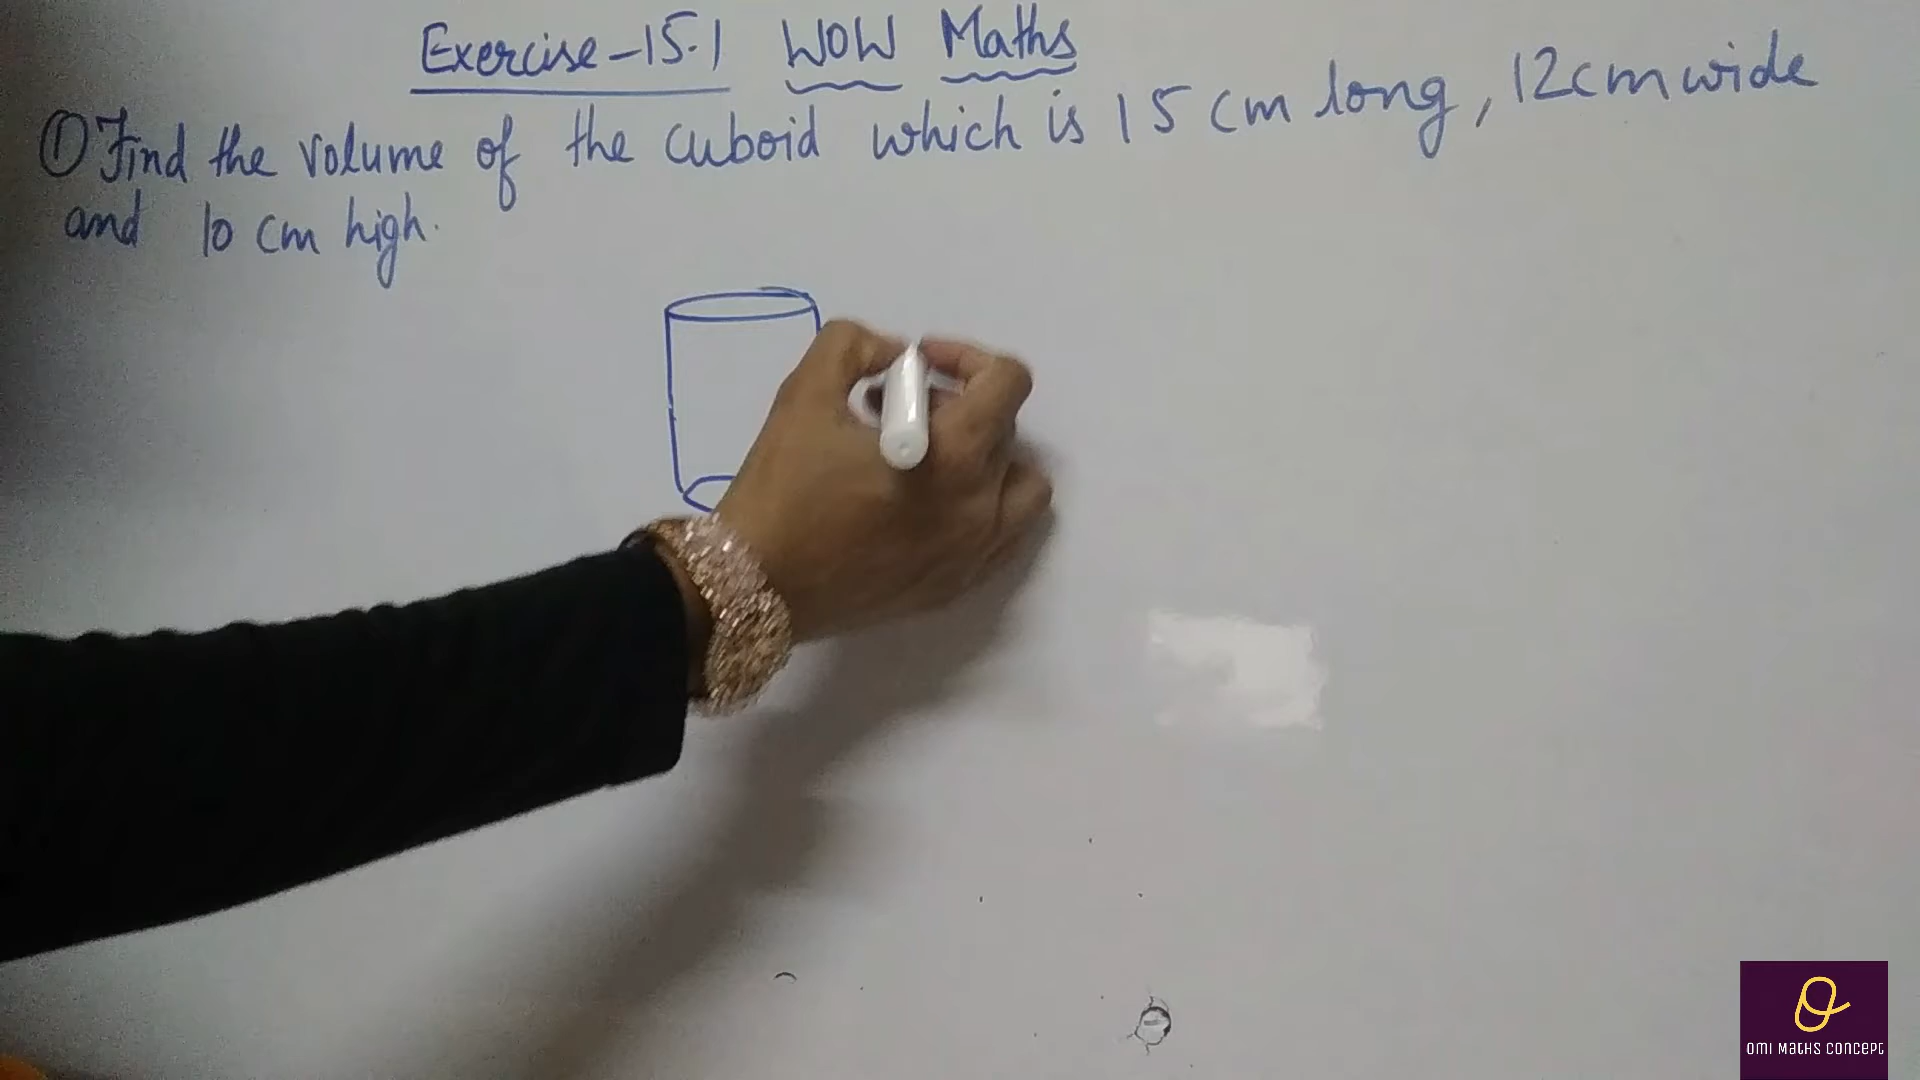 Exercise-15.1 WOW Maths
① Find the volume of the cuboid which is 15 cm long, 12cm wide
and 10 cm high.
OMI MATHS CONCEPT